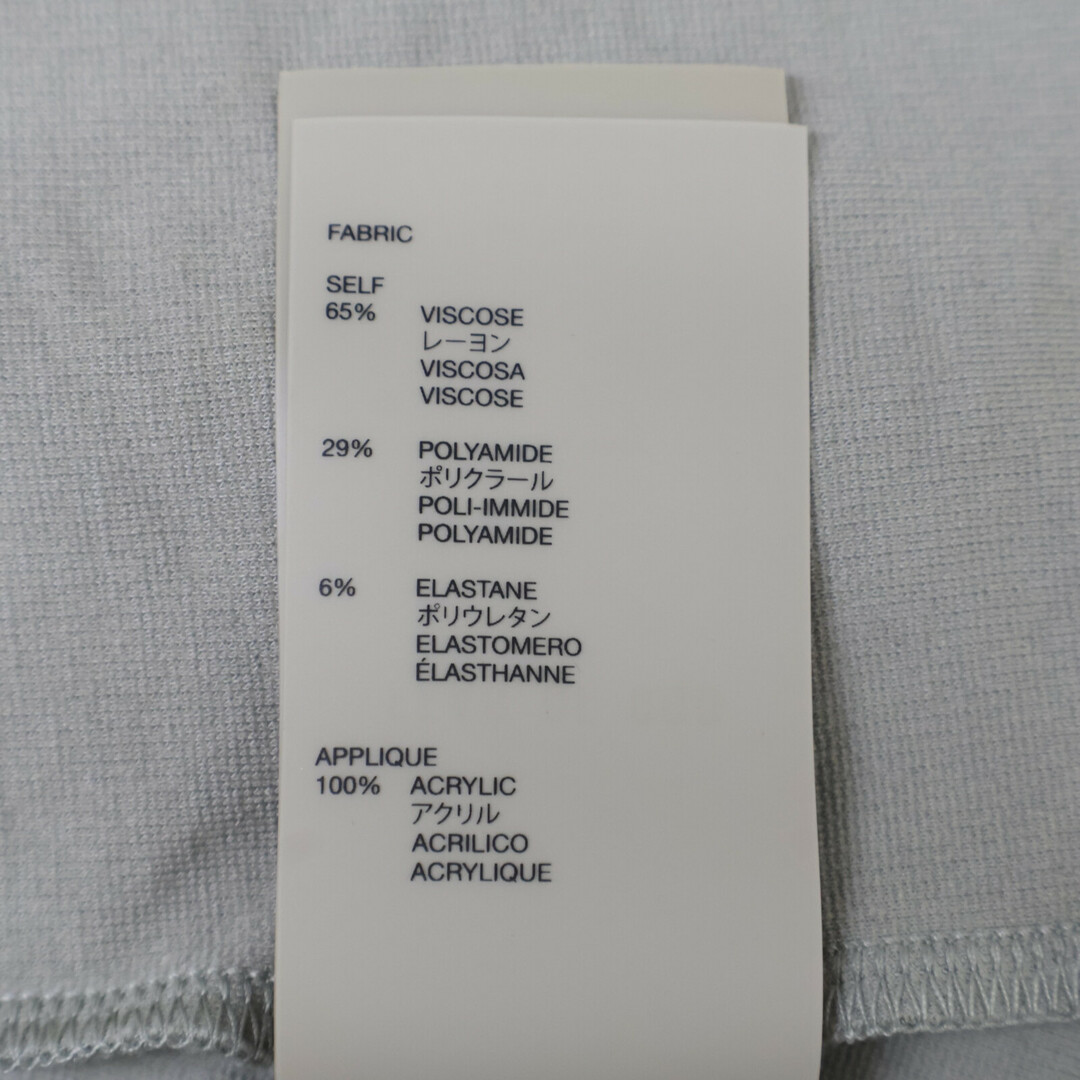 FABRIC
SELF
65% VISCOSE
レーヨン
VISCOSA
VISCOSE
29% POLYAMIDE
ポリクラール
POLI-IMMIDE
POLYAMIDE
6% ELASTANE
ポリウレタン
ELASTOMERO
ÉLASTHANNE
APPLIQUE
100% ACRYLIC
アクリル
ACRILICO
ACRYLIQUE